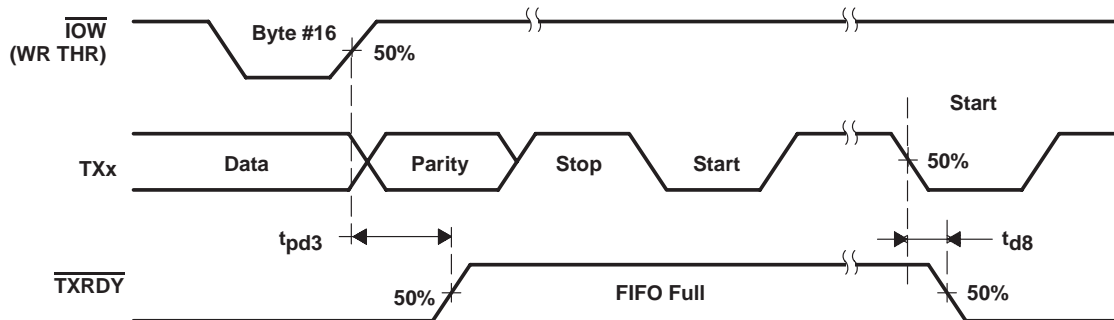 IOW
(WR THR)
Byte #16
50%
Start
TXx
Data
Parity
Stop
Start
50%
tpd3
td8
TXRDY
50%
FIFO Full
50%